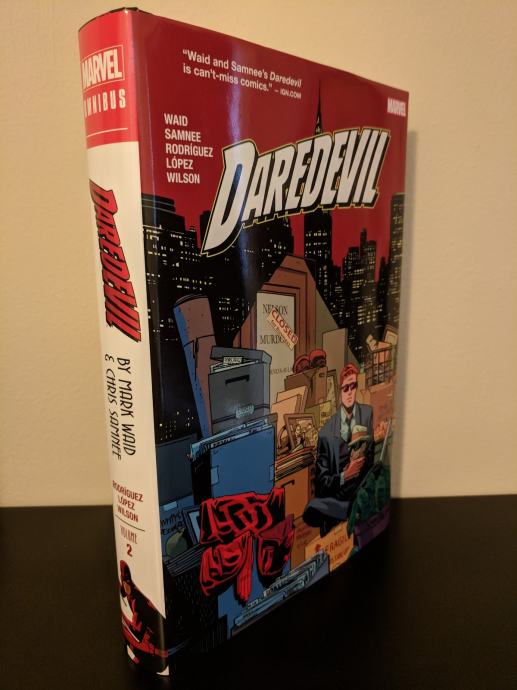 MARVEL
OMNIBUS
DAREDEVIL
BY MARK WAID
& CHRIS SAMNEE
RODRÍGUEZ
LÓPEZ
WILSON
VOLUME
2
"Waid and Samnee's Daredevil
is can't-miss comics." – IGN.COM
MARVEL
WAID
SAMNEE
RODRÍGUEZ
LÓPEZ
WILSON
DAREDEVIL
NELSON
MURDOCK
CLOSED
FRAGILE